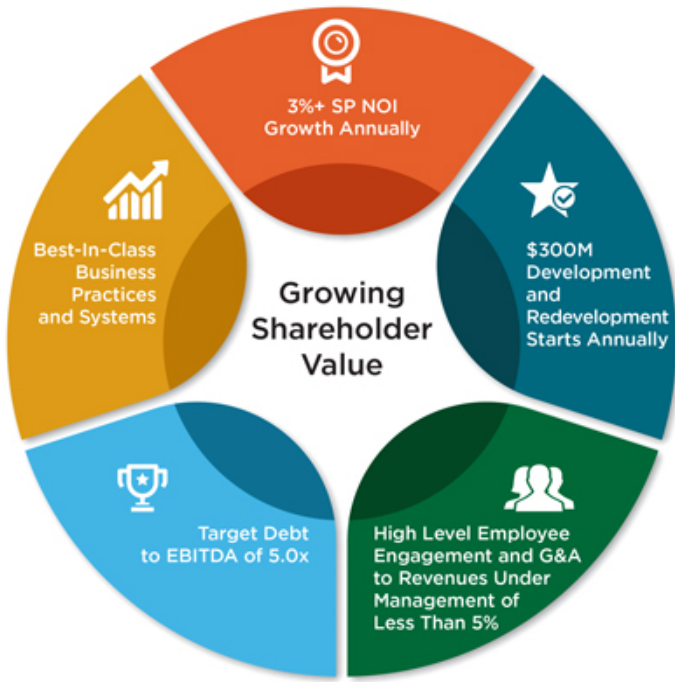 3%+ SP NOI
Growth Annually
$300M
Development
and
Redevelopment
Starts Annually
High Level Employee
Engagement and G&A
to Revenues Under
Management of
Less Than 5%
Target Debt
to EBITDA of 5.0x
Best-In-Class
Business
Practices
and Systems
Growing
Shareholder
Value